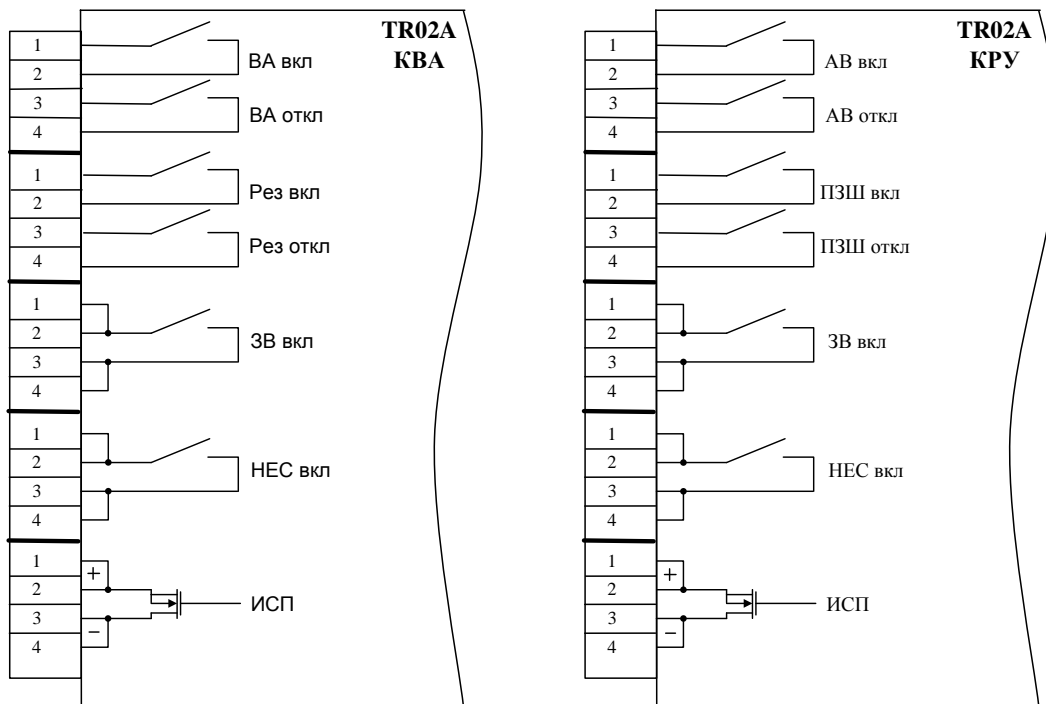 TR02A
КВА
1
2
3
4
ВА вкл
ВА откл
1
2
3
4
Рез вкл
Рез откл
1
2
3
4
ЗВ вкл
1
2
3
4
НЕС вкл
1
2
3
4
+
−
ИСП
TR02A
КРУ
1
2
3
4
АВ вкл
АВ откл
1
2
3
4
ПЗШ вкл
ПЗШ откл
1
2
3
4
ЗВ вкл
1
2
3
4
НЕС вкл
1
2
3
4
+
−
ИСП